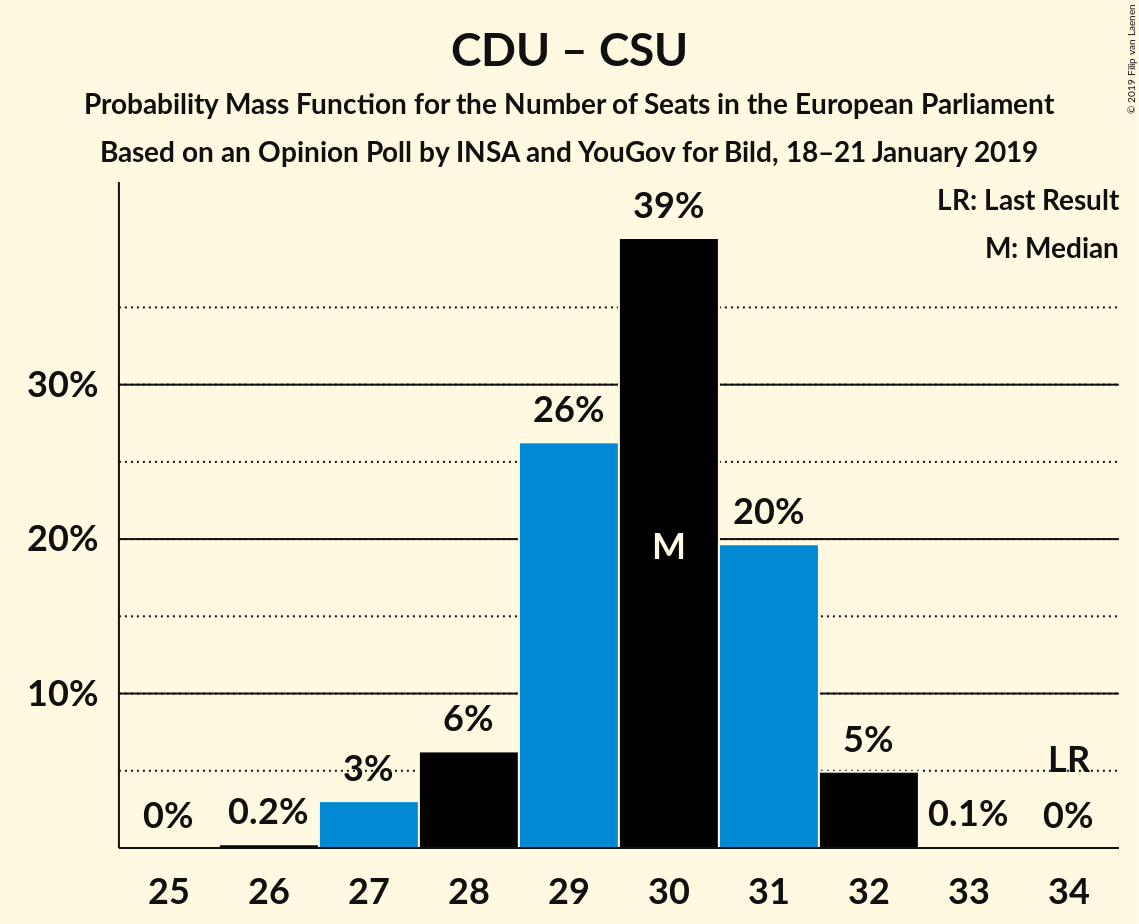 CDU – CSU
Probability Mass Function for the Number of Seats in the European Parliament
Based on an Opinion Poll by INSA and YouGov for Bild, 18–21 January 2019
© 2019 Filip van Laenen
LR: Last Result
M: Median
39%
30%
26%
20%
20%
M
10%
6%
5%
3%
LR
0%
0.2%
0.1%
0%
25 26 27 28 29 30 31 32 33 34